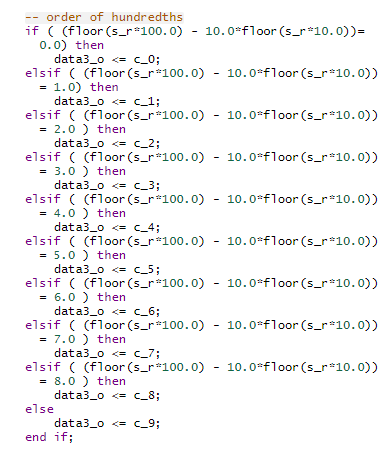 -- order of hundredths
if ( (floor(s_r*100.0) - 10.0*floor(s_r*10.0))=
0.0) then
data3_o <= c_0;
elsif ( (floor(s_r*100.0) - 10.0*floor(s_r*10.0))
= 1.0) then
data3_o <= c_1;
elsif ( (floor(s_r*100.0) - 10.0*floor(s_r*10.0))
= 2.0 ) then
data3_o <= c_2;
elsif ( (floor(s_r*100.0) - 10.0*floor(s_r*10.0))
= 3.0 ) then
data3_o <= c_3;
elsif ( (floor(s_r*100.0) - 10.0*floor(s_r*10.0))
= 4.0 ) then
data3_o <= c_4;
elsif ( (floor(s_r*100.0) - 10.0*floor(s_r*10.0))
= 5.0 ) then
data3_o <= c_5;
elsif ( (floor(s_r*100.0) - 10.0*floor(s_r*10.0))
= 6.0 ) then
data3_o <= c_6;
elsif ( (floor(s_r*100.0) - 10.0*floor(s_r*10.0))
= 7.0 ) then
data3_o <= c_7;
elsif ( (floor(s_r*100.0) - 10.0*floor(s_r*10.0))
= 8.0 ) then
data3_o <= c_8;
else
data3_o <= c_9;
end if;